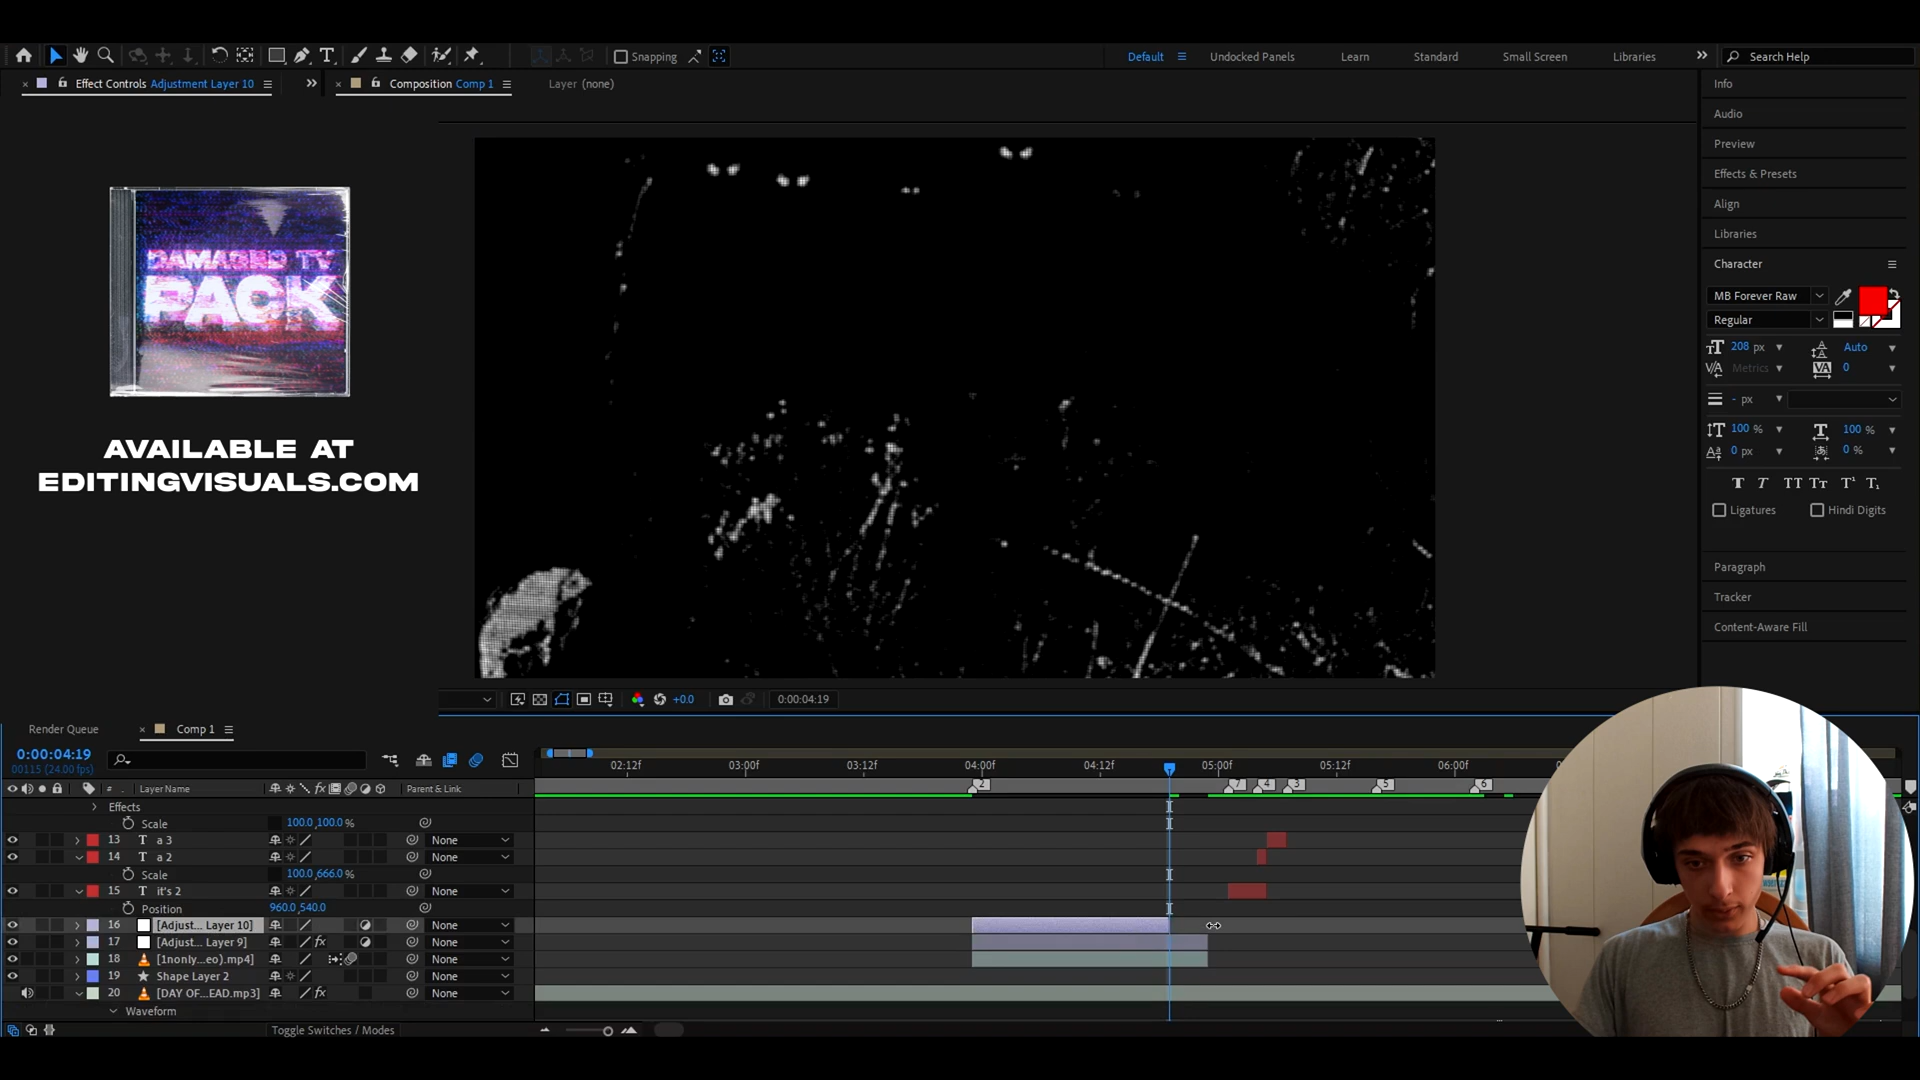 Snapping
Default
Undocked Panels
Learn
Standard
Small Screen
Libraries
Search Help
Effect Controls Adjustment Layer 10
Composition Comp 1
Layer (none)
Info
Audio
Preview
Effects & Presets
Align
Libraries
Character
MB Forever Raw
Regular
208 px
Auto
Metrics
0
- px
100 %
100 %
0 px
0 %
Ligatures
Hindi Digits
Paragraph
Tracker
Content-Aware Fill
DAMAGED TV
PACK
AVAILABLE AT
EDITINGVISUALS.COM
+0.0
0:00:04:19
Render Queue
Comp 1
0:00:04:19
00115 (24.00 fps)
02:12f
03:00f
03:12f
04:00f
04:12f
05:00f
05:12f
06:00f
# Layer Name
Parent & Link
2
7
4
3
5
6
Effects
Scale
100.0,100.0 %
13 T a 3 None
14 T a 2 None
Scale
100.0,666.0 %
15 T it's 2 None
Position
960.0,540.0
16 [Adjust... Layer 10] None
17 [Adjust... Layer 9] fx None
18 [1nonly...eo).mp4] None
19 Shape Layer 2 None
20 [DAY OF...EAD.mp3] fx None
Waveform
Toggle Switches / Modes